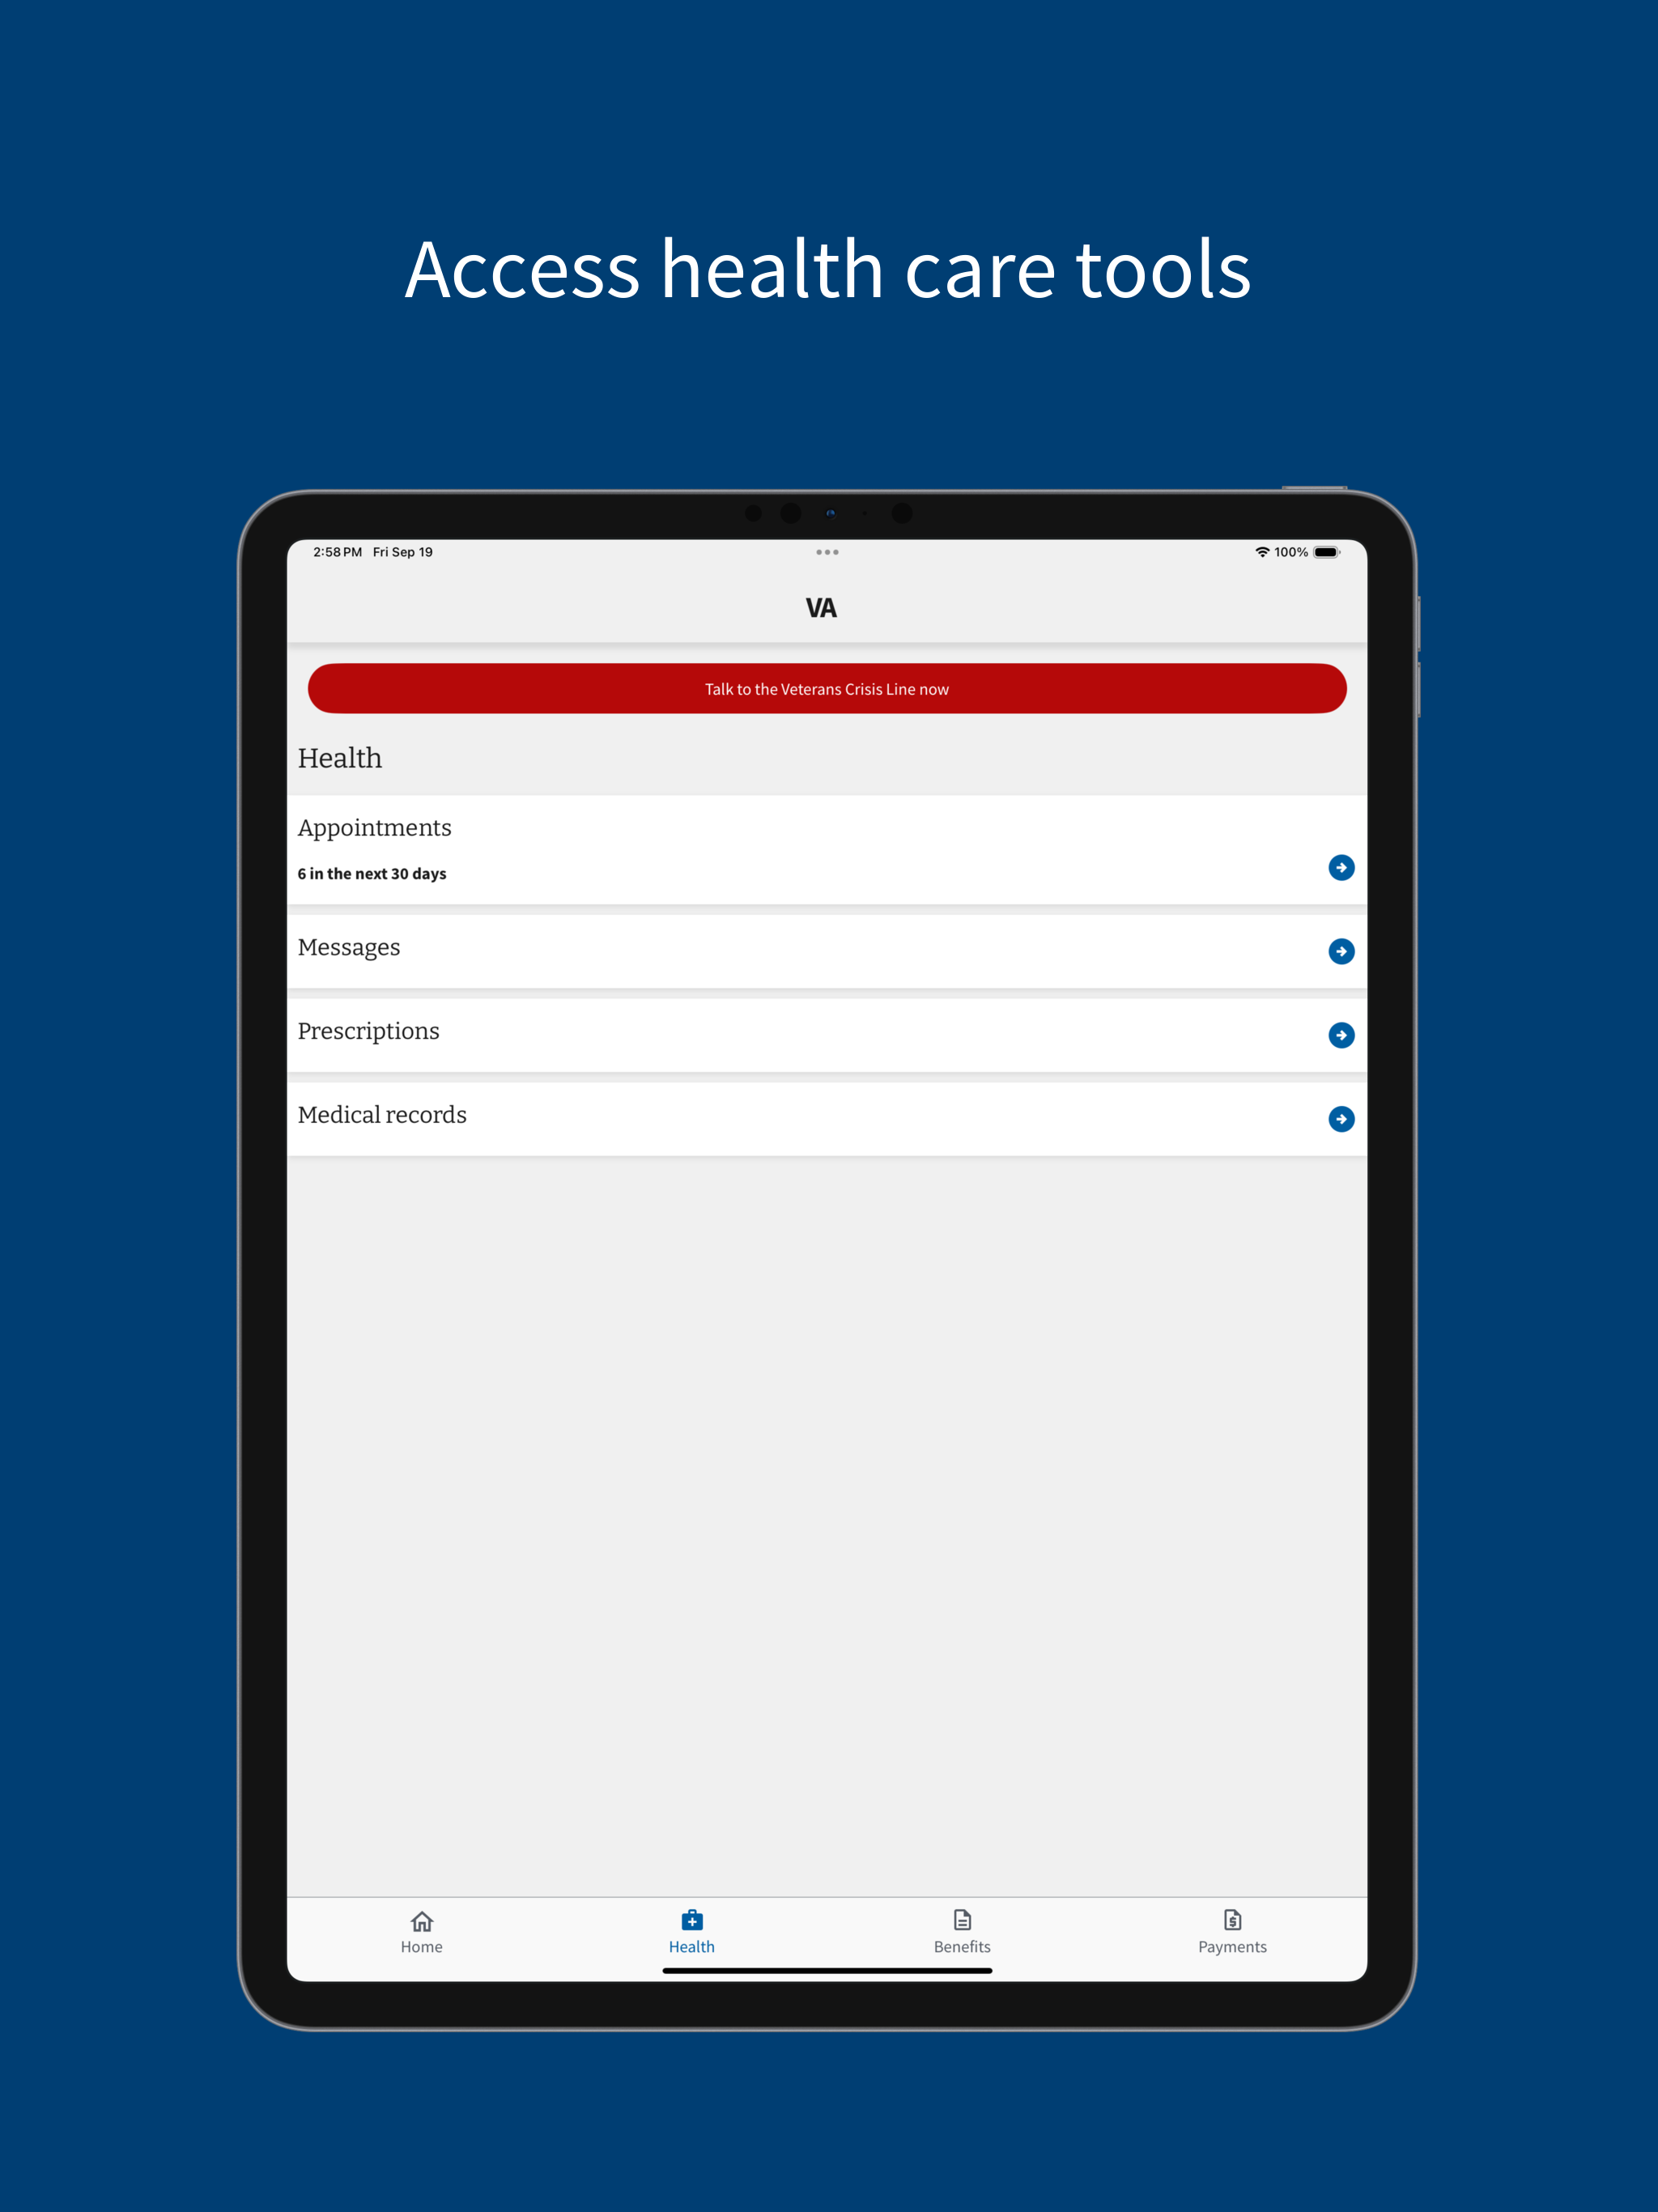 Access health care tools
2:58 PM Fri Sep 19
100%
VA
Talk to the Veterans Crisis Line now
Health
Appointments
6 in the next 30 days
Messages
Prescriptions
Medical records
Home Health Benefits Payments